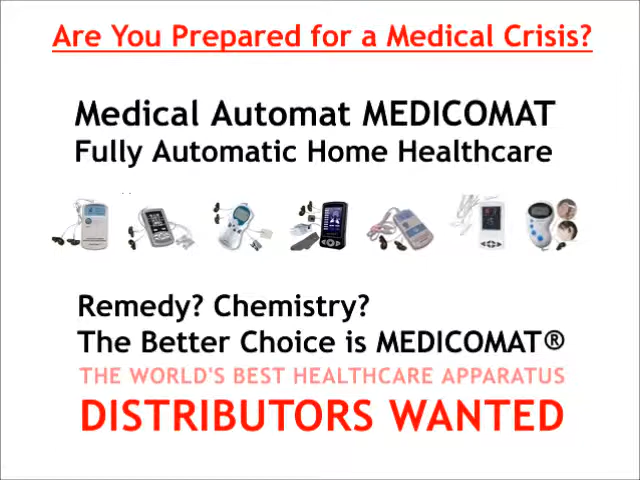 Are You Prepared for a Medical Crisis?
Medical Automat MEDICOMAT
Fully Automatic Home Healthcare
Remedy? Chemistry?
The Better Choice is MEDICOMAT®
THE WORLD'S BEST HEALTHCARE APPARATUS
DISTRIBUTORS WANTED